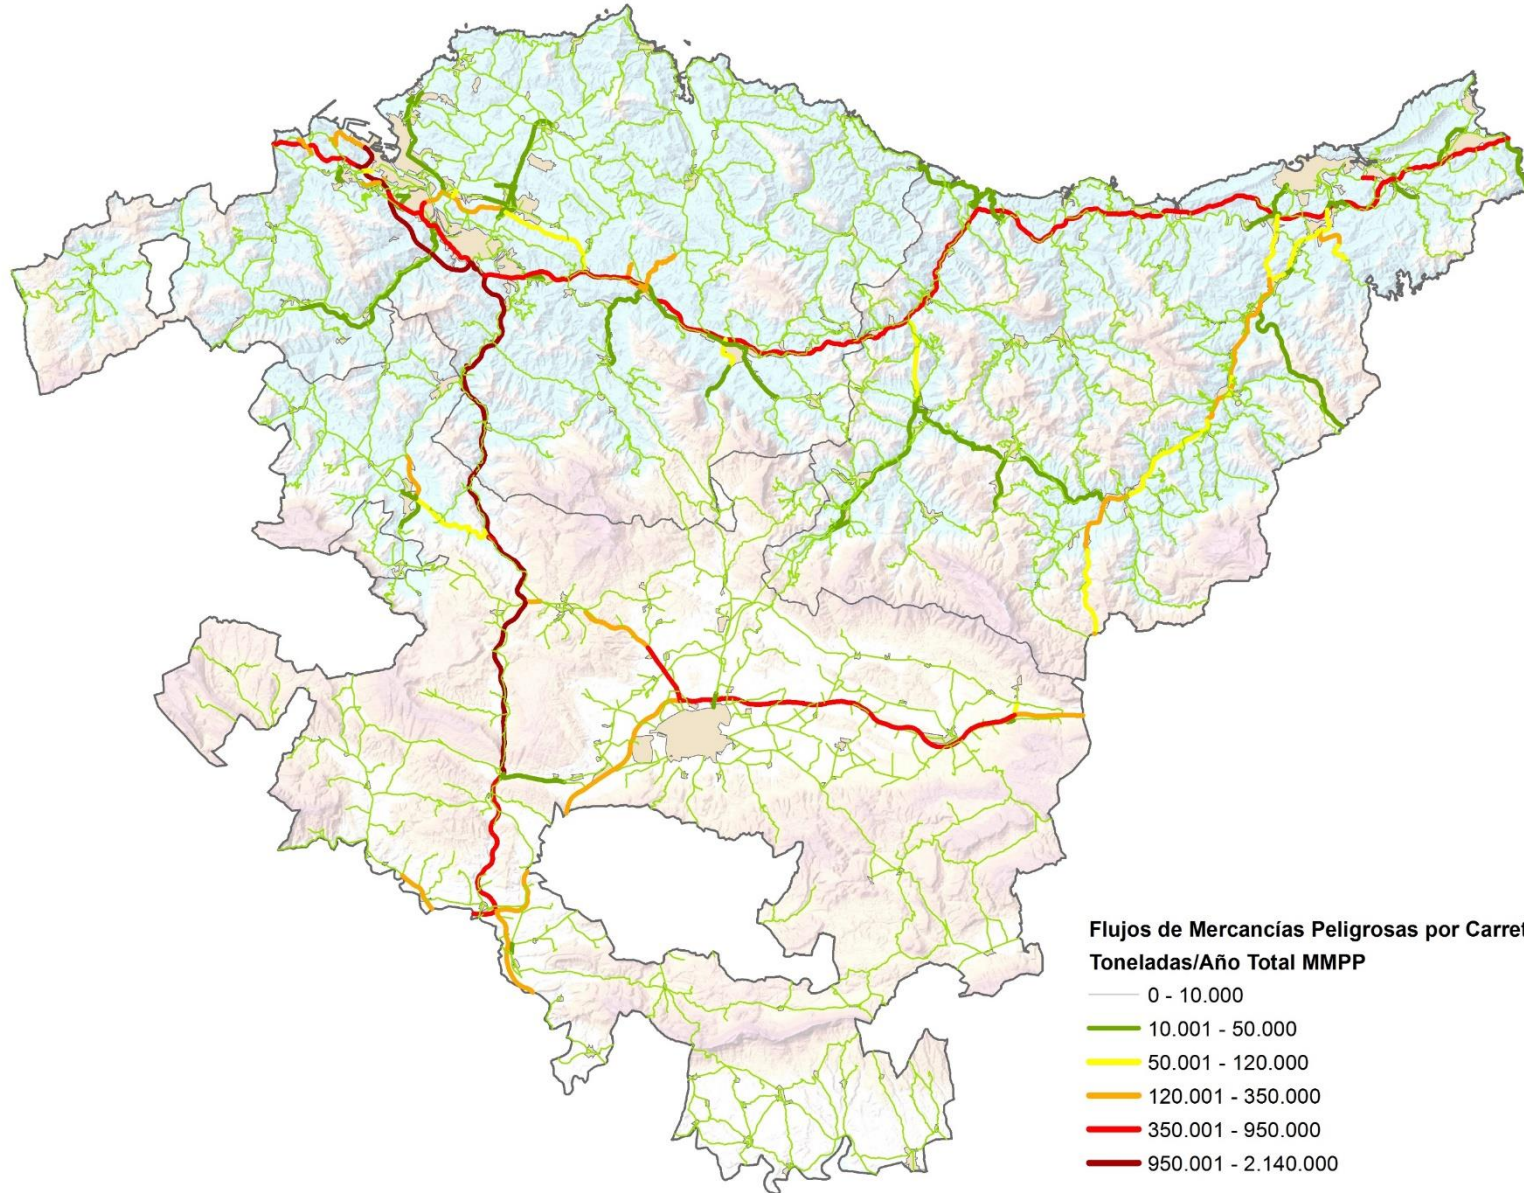 Flujos de Mercancías Peligrosas por Carret
Toneladas/Año Total MMPP
0 - 10.000
10.001 - 50.000
50.001 - 120.000
120.001 - 350.000
350.001 - 950.000
950.001 - 2.140.000